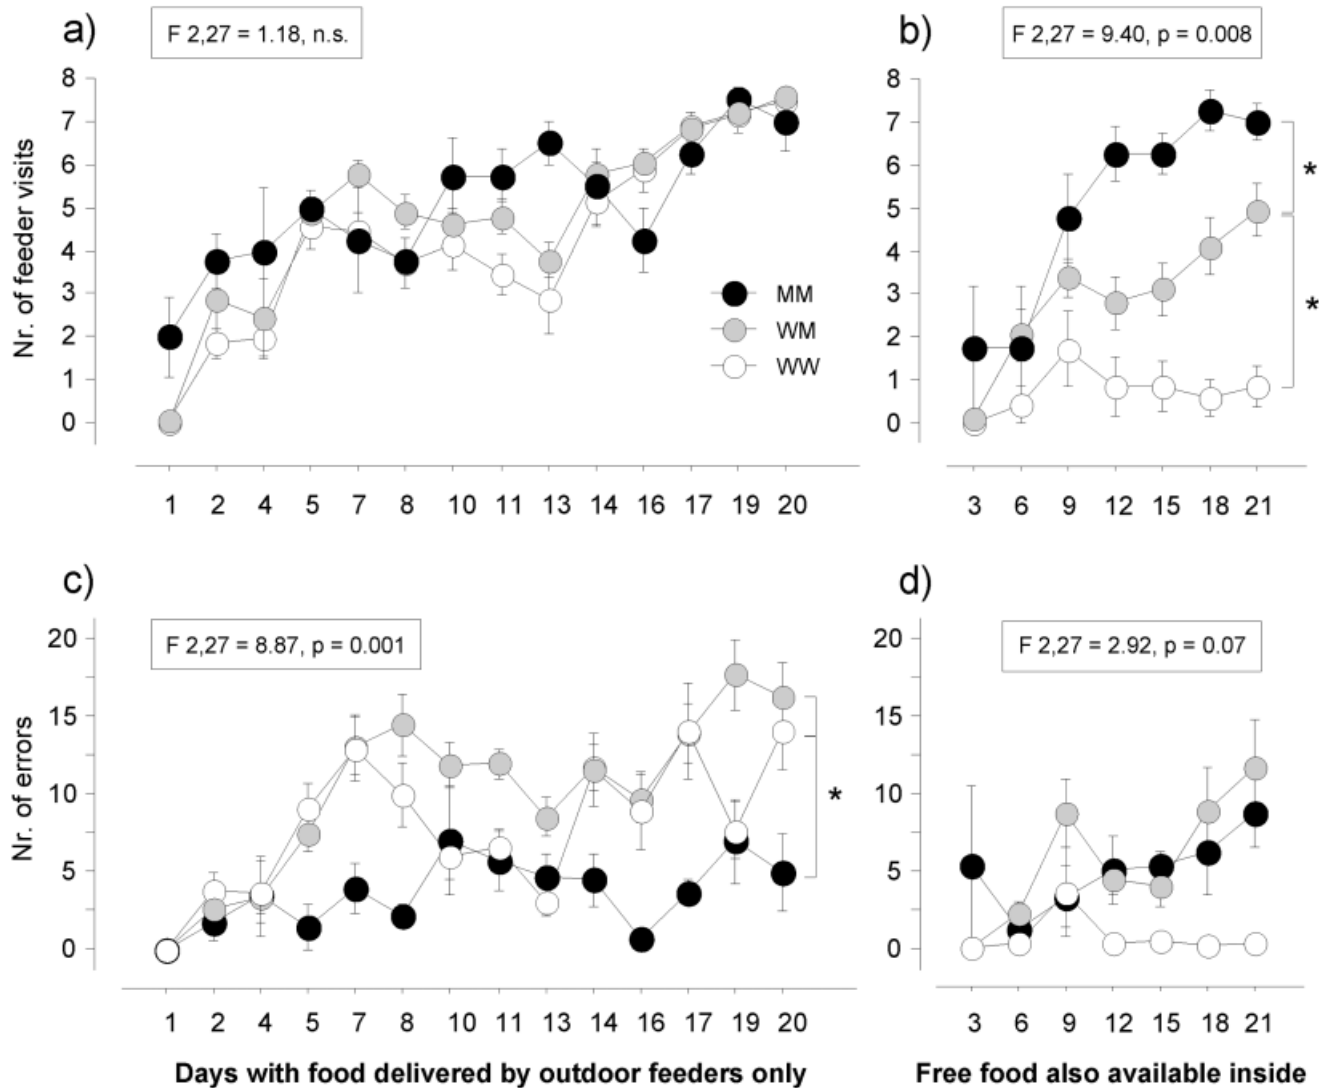 a)
F 2,27 = 1.18, n.s.
b)
F 2,27 = 9.40, p = 0.008
Nr. of feeder visits
8
7
6
5
4
3
2
1
0
MM
WM
WW
1 2 4 5 7 8 10 11 13 14 16 17 19 20
8
7
6
5
4
3
2
1
0
*
*
3 6 9 12 15 18 21
c)
F 2,27 = 8.87, p = 0.001
d)
F 2,27 = 2.92, p = 0.07
Nr. of errors
20
15
10
5
0
*
1 2 4 5 7 8 10 11 13 14 16 17 19 20
Days with food delivered by outdoor feeders only
20
15
10
5
0
3 6 9 12 15 18 21
Free food also available inside